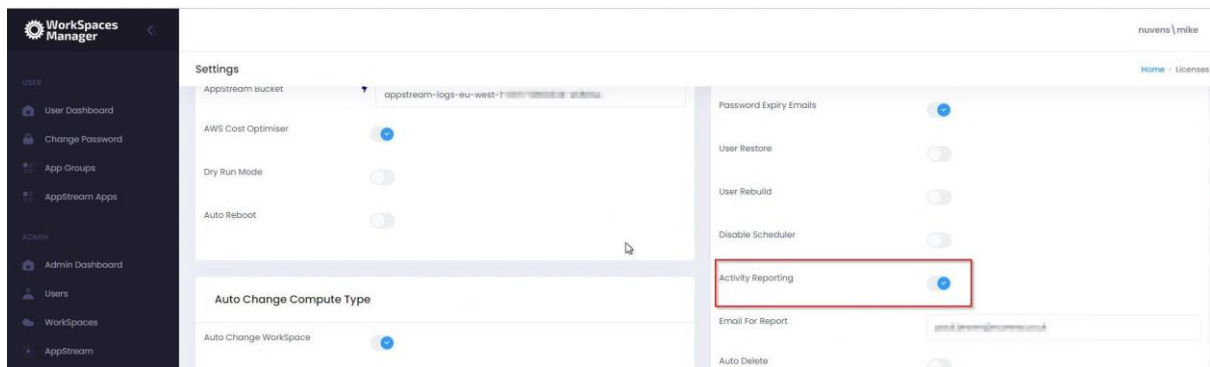 WorkSpaces
Manager
nuvens\mike
Settings
Home - Licenses
USER
User Dashboard
Change Password
App Groups
AppStream Apps
ADMIN
Admin Dashboard
Users
WorkSpaces
AppStream
AppStream Bucket
appstream-logs-eu-west-
AWS Cost Optimiser
Dry Run Mode
Auto Reboot
Auto Change Compute Type
Auto Change WorkSpace
Password Expiry Emails
User Restore
User Rebuild
Disable Scheduler
Activity Reporting
Email For Report
Auto Delete